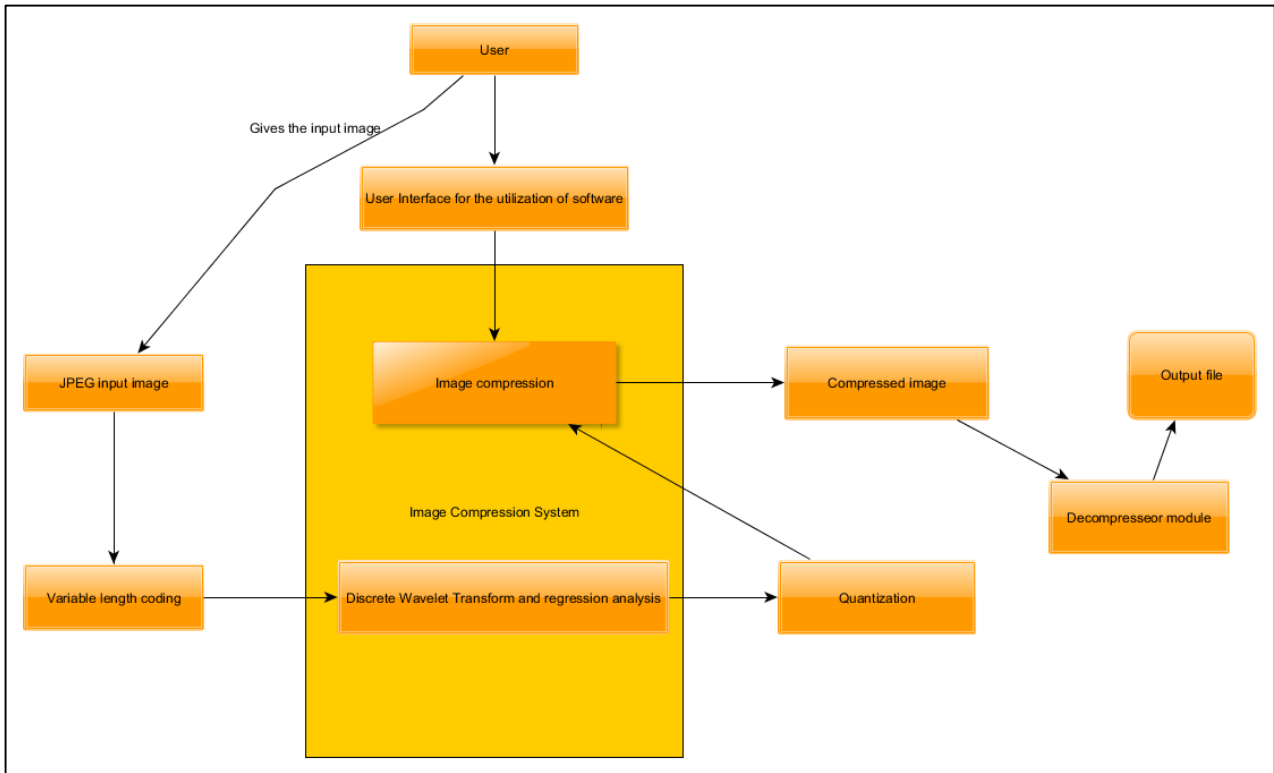 User
Gives the input image
User Interface for the utilization of software
JPEG input image
Image compression
Compressed image
Output file
Image Compression System
Decompresseor module
Variable length coding
Discrete Wavelet Transform and regression analysis
Quantization